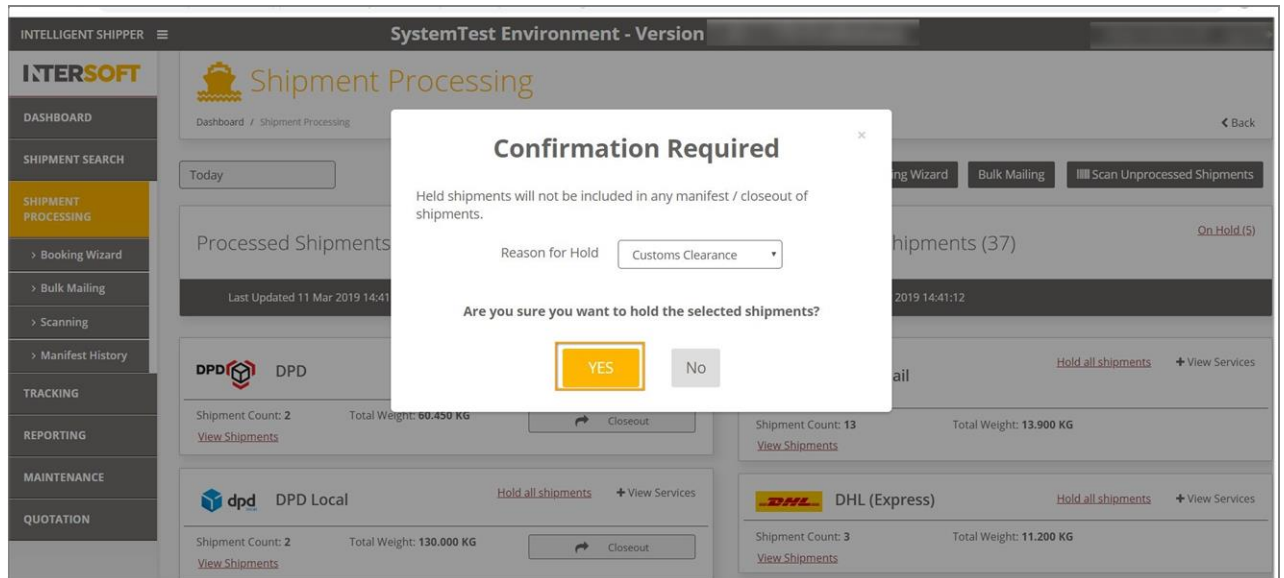 INTELLIGENT SHIPPER
SystemTest Environment - Version
INTERSOFT
Shipment Processing
Dashboard / Shipment Processing
Back
DASHBOARD
SHIPMENT SEARCH
SHIPMENT
PROCESSING
> Booking Wizard
> Bulk Mailing
> Scanning
> Manifest History
TRACKING
REPORTING
MAINTENANCE
QUOTATION
Today
Wizard
Bulk Mailing
Scan Unprocessed Shipments
Confirmation Required
×
Held shipments will not be included in any manifest / closeout of
shipments.
Reason for Hold
Customs Clearance
Are you sure you want to hold the selected shipments?
YES
No
Processed Shipments
hipments (37)
On Hold (5)
Last Updated 11 Mar 2019 14:41
2019 14:41:12
DPD
DPD
Shipment Count: 2
Total Weight: 60.450 KG
Closeout
View Shipments
ail
Hold all shipments
+ View Services
Shipment Count: 13
Total Weight: 13.900 KG
View Shipments
dpd
DPD Local
Hold all shipments
+ View Services
Shipment Count: 2
Total Weight: 130.000 KG
Closeout
View Shipments
DHL
DHL (Express)
Hold all shipments
+ View Services
Shipment Count: 3
Total Weight: 11.200 KG
View Shipments